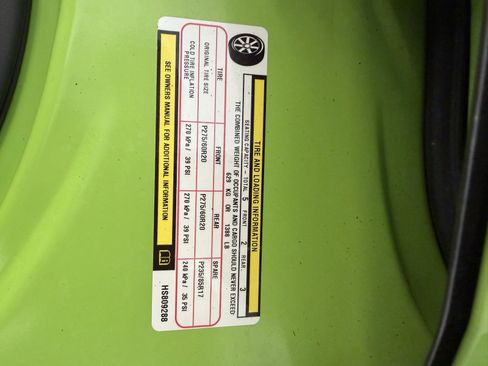 TIRE AND LOADING INFORMATION
SEATING CAPACITY - TOTAL 5 FRONT 2 REAR 3
THE COMBINED WEIGHT OF OCCUPANTS AND CARGO SHOULD NEVER EXCEED
629 KG OR 1388 LB
TIRE FRONT REAR SPARE
ORIGINAL TIRE SIZE P275/60R20 P275/60R20 P235/85R17
COLD TIRE INFLATION PRESSURE 270 kPa / 39 PSI 270 kPa / 39 PSI 240 kPa / 35 PSI
SEE OWNERS MANUAL FOR ADDITIONAL INFORMATION
HS809288